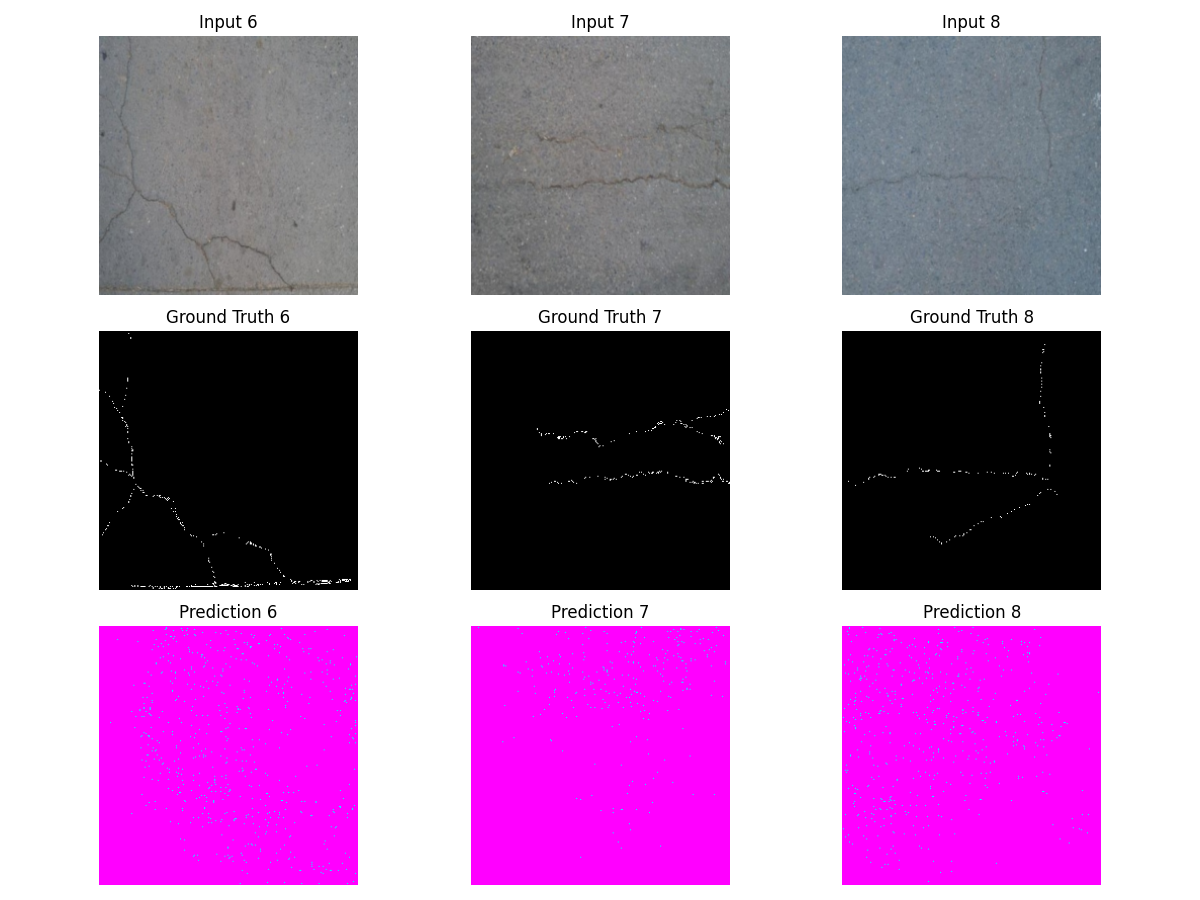 Input 6
Input 7
Input 8
Ground Truth 6
Ground Truth 7
Ground Truth 8
Prediction 6
Prediction 7
Prediction 8